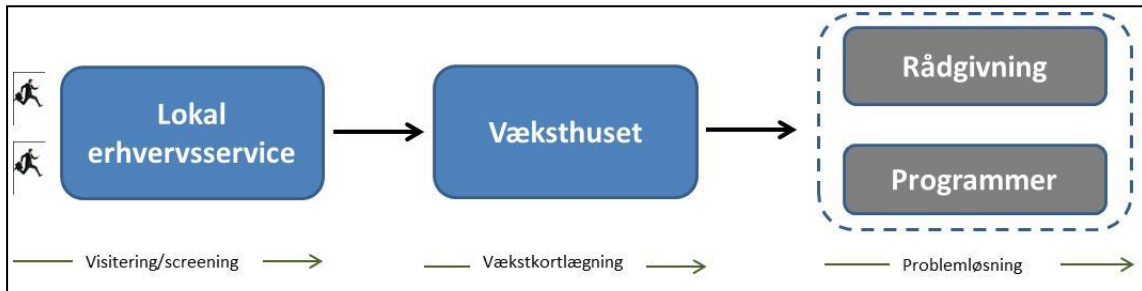 Lokal
erhvervsservice
Væksthuset
Rådgivning
Programmer
Visitering/screening
Vækstkortlægning
Problemløsning